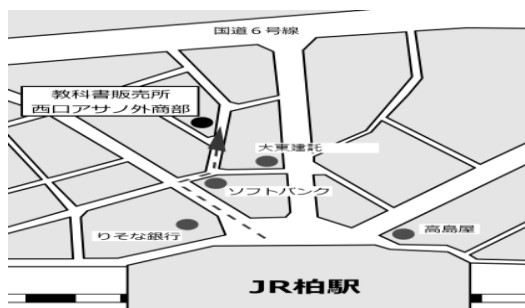 国道６号線
教科書販売所
西口アサノ外商部
大東建託
ソフトバンク
りそな銀行
高島屋
JR柏駅